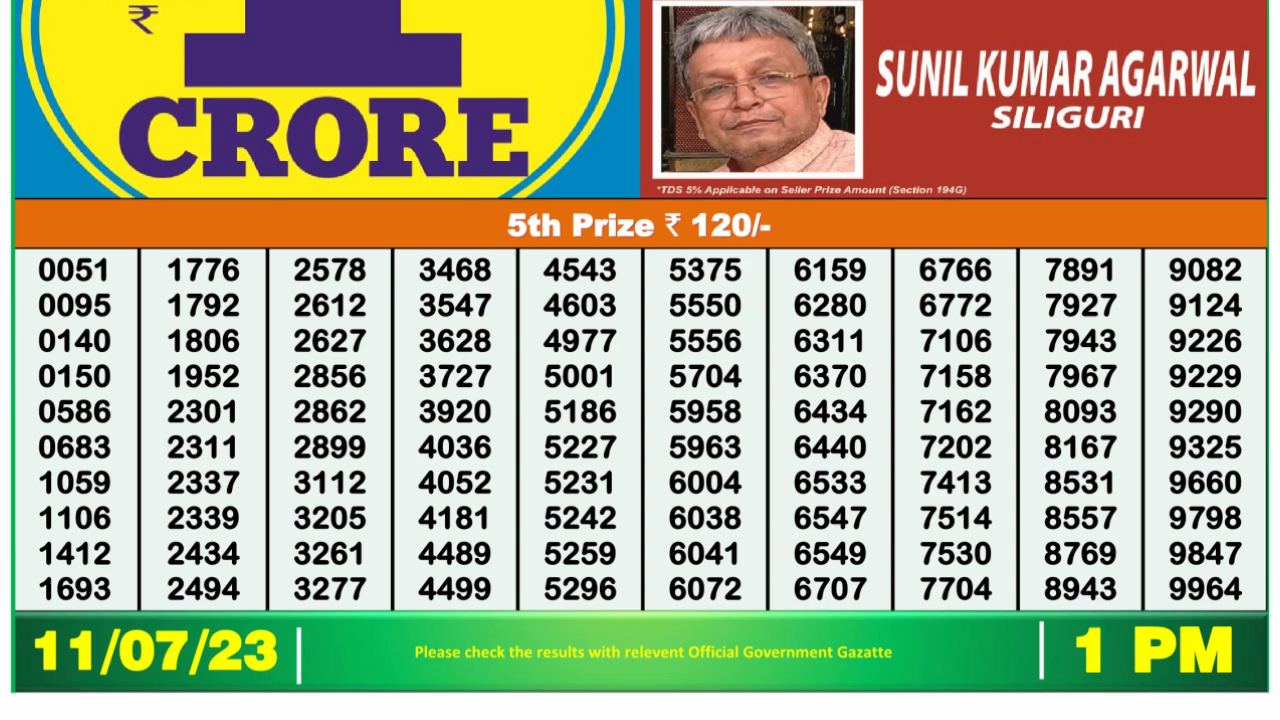 ₹
1
CRORE
SUNIL KUMAR AGARWAL
SILIGURI
*TDS 5% Applicable on Seller Prize Amount (Section 194G)
5th Prize ₹ 120/-
0051 1776 2578 3468 4543 5375 6159 6766 7891 9082
0095 1792 2612 3547 4603 5550 6280 6772 7927 9124
0140 1806 2627 3628 4977 5556 6311 7106 7943 9226
0150 1952 2856 3727 5001 5704 6370 7158 7967 9229
0586 2301 2862 3920 5186 5958 6434 7162 8093 9290
0683 2311 2899 4036 5227 5963 6440 7202 8167 9325
1059 2337 3112 4052 5231 6004 6533 7413 8531 9660
1106 2339 3205 4181 5242 6038 6547 7514 8557 9798
1412 2434 3261 4489 5259 6041 6549 7530 8769 9847
1693 2494 3277 4499 5296 6072 6707 7704 8943 9964
11/07/23
Please check the results with relevent Official Government Gazatte
1 PM